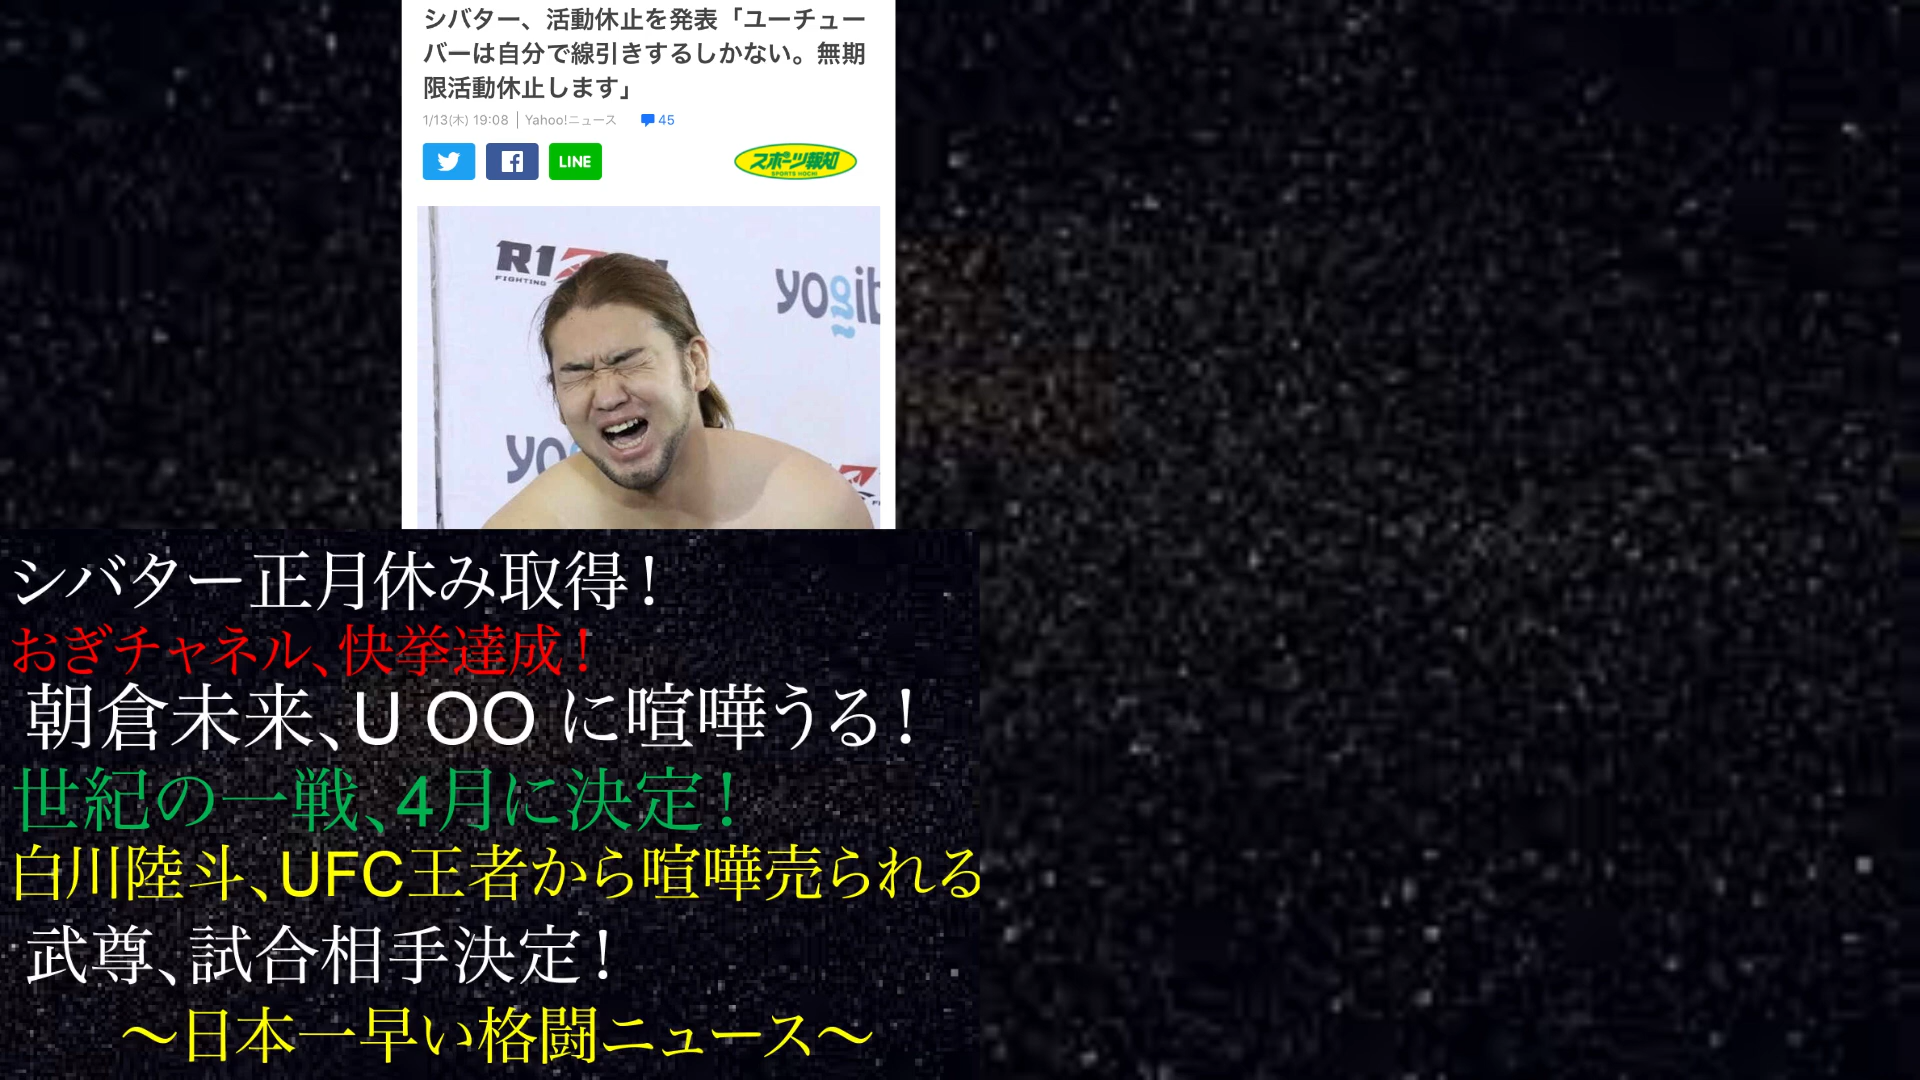 シバター、活動休止を発表「ユーチュー
バーは自分で線引きするしかない。無期
限活動休止します」
1/13(木) 19:08 Yahoo!ニュース 45
LINE
スポーツ報知
SPORTS HOCHI
R1Z
FIGHTING
yogib
yo
シバター正月休み取得！
おぎチャネル、快挙達成！
朝倉未来、U 〇〇 に喧嘩うる！
世紀の一戦、4月に決定！
白川陸斗、UFC王者から喧嘩売られる
武尊、試合相手決定！
～日本一早い格闘ニュース～